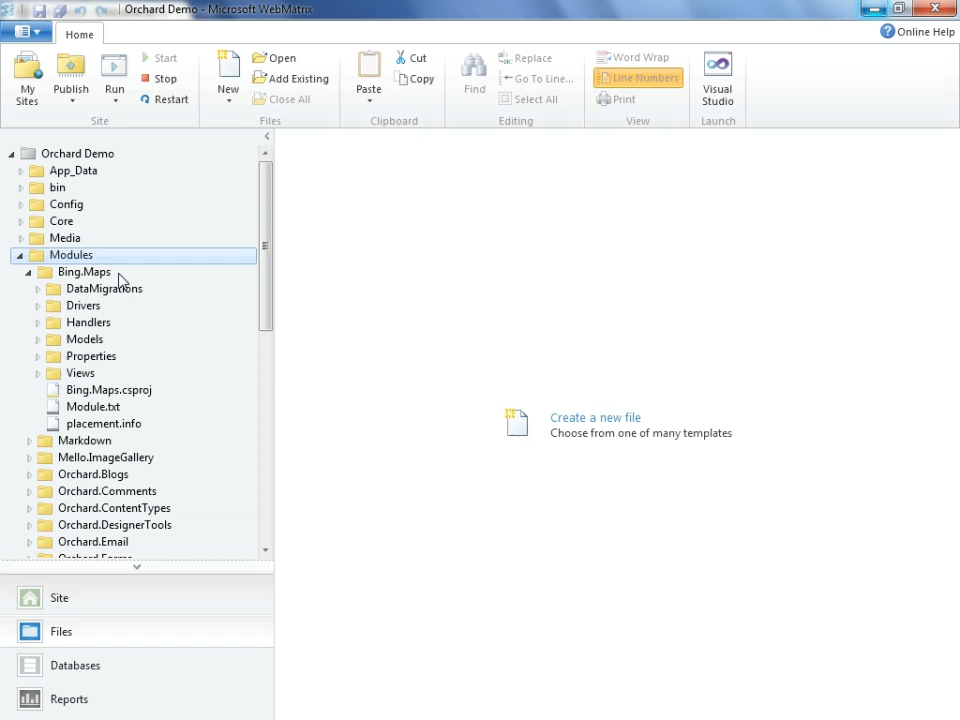 Orchard Demo - Microsoft WebMatrix
Home
Online Help
My Sites
Publish
Run
Start
Stop
Restart
Site
New
Open
Add Existing
Close All
Files
Paste
Cut
Copy
Clipboard
Find
Replace
Go To Line...
Select All
Editing
Word Wrap
Line Numbers
Print
View
Visual Studio
Launch
Orchard Demo
App_Data
bin
Config
Core
Media
Modules
Bing.Maps
DataMigrations
Drivers
Handlers
Models
Properties
Views
Bing.Maps.csproj
Module.txt
placement.info
Markdown
Mello.ImageGallery
Orchard.Blogs
Orchard.Comments
Orchard.ContentTypes
Orchard.DesignerTools
Orchard.Email
Orchard.Forms
Create a new file
Choose from one of many templates
Site
Files
Databases
Reports